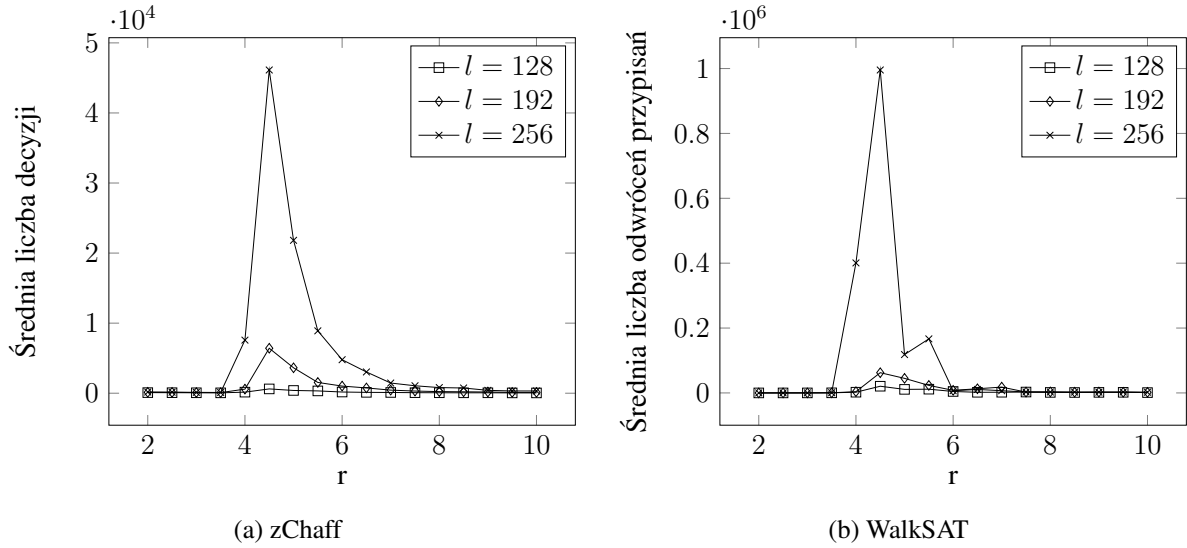 ·10^4
Średnia liczba decyzji
5
4
3
2
1
0
2 4 6 8 10
r
l = 128
l = 192
l = 256
(a) zChaff
·10^6
Średnia liczba odwróceń przypisań
1
0.8
0.6
0.4
0.2
0
2 4 6 8 10
r
l = 128
l = 192
l = 256
(b) WalkSAT